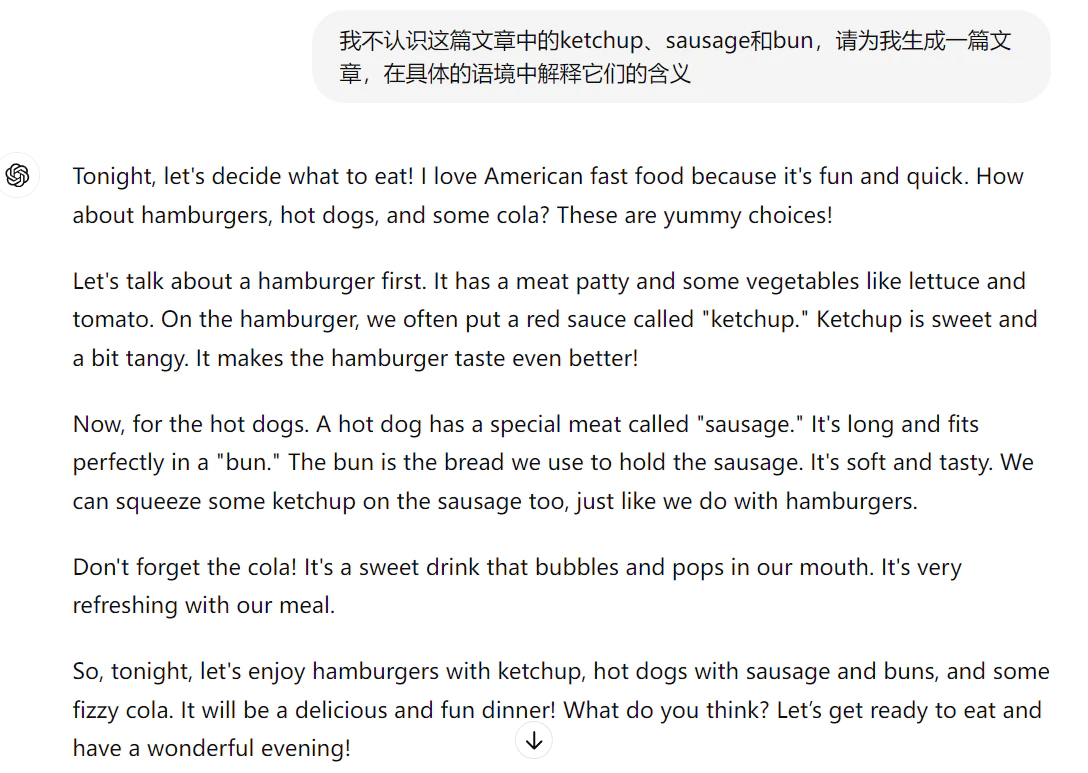 我不认识这篇文章中的ketchup、sausage和bun，请为我生成一篇文
章，在具体的语境中解释它们的含义
Tonight, let's decide what to eat! I love American fast food because it's fun and quick. How
about hamburgers, hot dogs, and some cola? These are yummy choices!
Let's talk about a hamburger first. It has a meat patty and some vegetables like lettuce and
tomato. On the hamburger, we often put a red sauce called "ketchup." Ketchup is sweet and
a bit tangy. It makes the hamburger taste even better!
Now, for the hot dogs. A hot dog has a special meat called "sausage." It's long and fits
perfectly in a "bun." The bun is the bread we use to hold the sausage. It's soft and tasty. We
can squeeze some ketchup on the sausage too, just like we do with hamburgers.
Don't forget the cola! It's a sweet drink that bubbles and pops in our mouth. It's very
refreshing with our meal.
So, tonight, let's enjoy hamburgers with ketchup, hot dogs with sausage and buns, and some
fizzy cola. It will be a delicious and fun dinner! What do you think? Let’s get ready to eat and
have a wonderful evening!